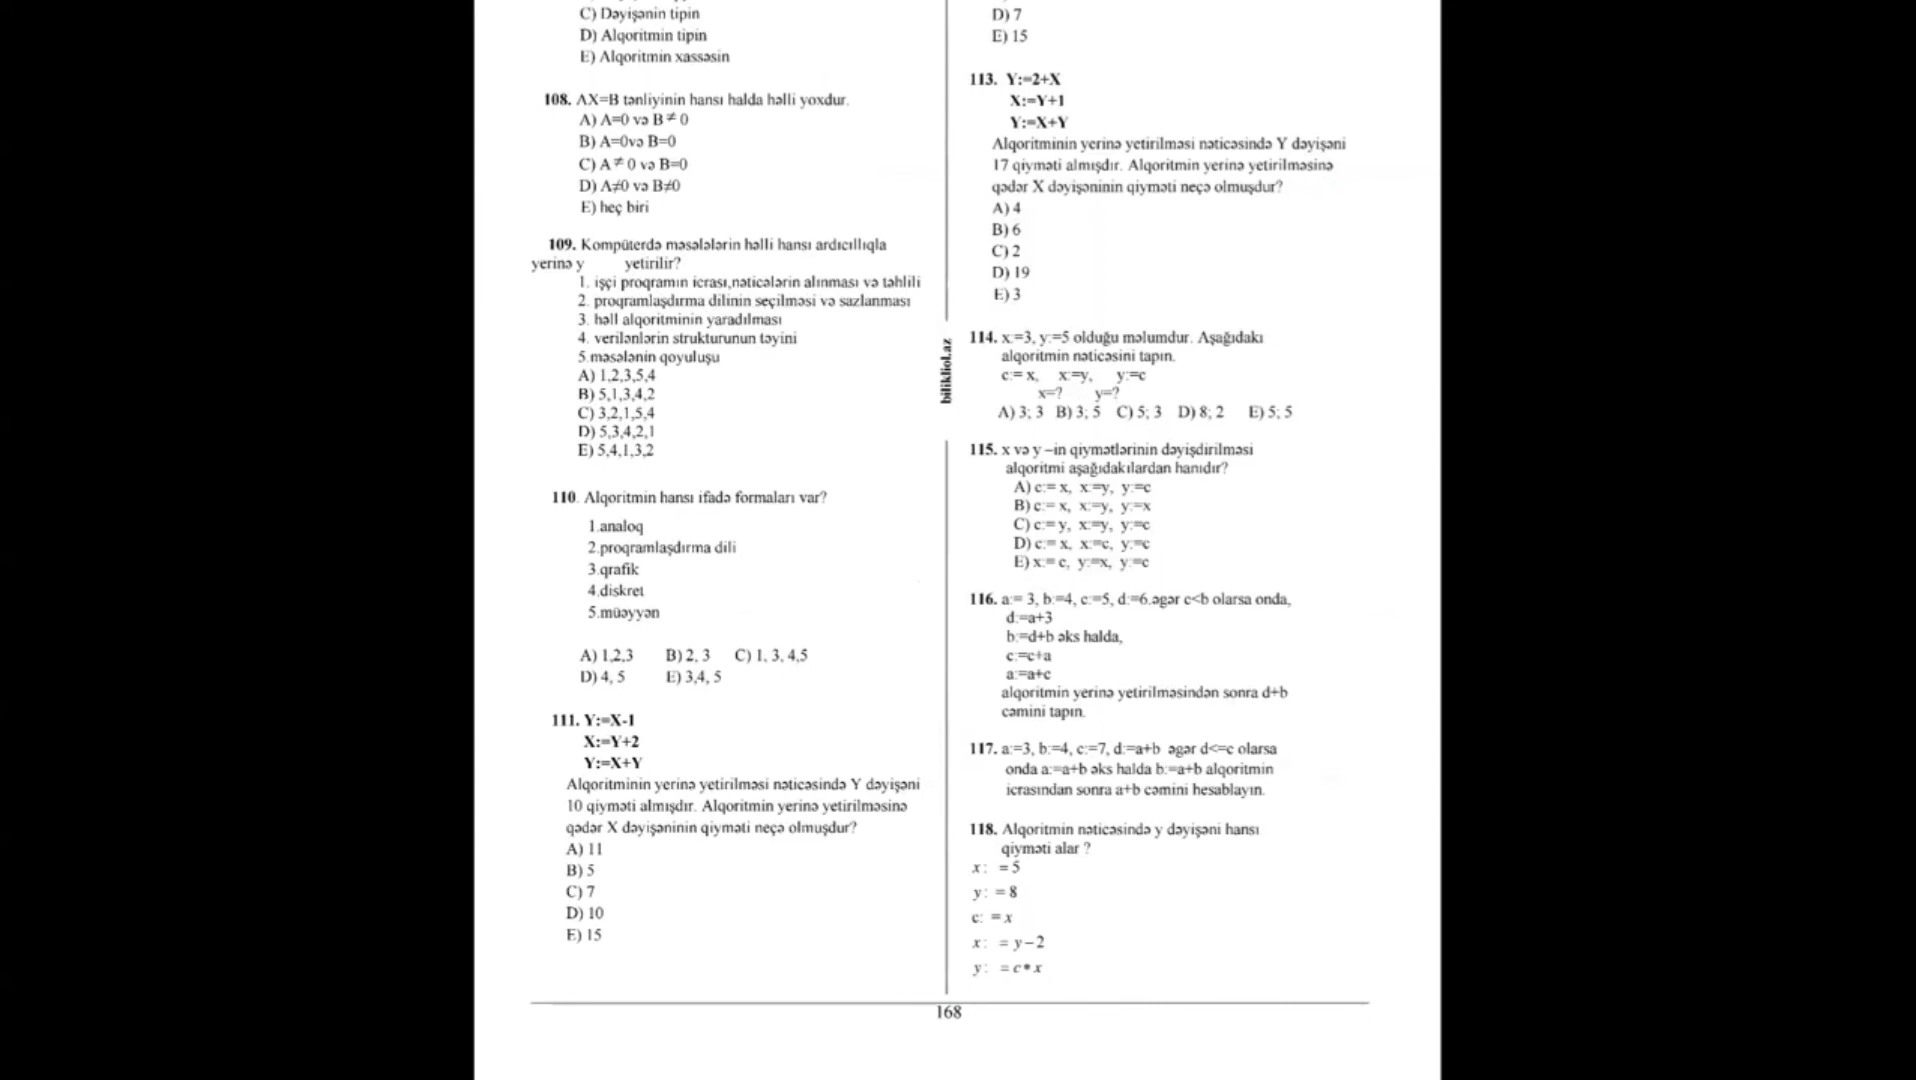 C) Dəyişənin tipin
D) Alqoritmin tipin
E) Alqoritmin xassəsin
108. AX=B tənliyinin hansı halda həlli yoxdur.
A) A=0 və B ≠ 0
B) A=0və B=0
C) A ≠ 0 və B=0
D) A≠0 və B≠0
E) heç biri
109. Kompüterdə məsələlərin həlli hansı ardıcıllıqla
yerinə y yetirilir?
1. işçi proqramın icrası,nəticələrin alınması və təhlili
2. proqramlaşdırma dilinin seçilməsi və sazlanması
3. həll alqoritminin yaradılması
4. verilənlərin strukturunun təyini
5.məsələnin qoyuluşu
A) 1,2,3,5,4
B) 5,1,3,4,2
C) 3,2,1,5,4
D) 5,3,4,2,1
E) 5,4,1,3,2
110. Alqoritmin hansı ifadə formaları var?
1.analoq
2.proqramlaşdırma dili
3.qrafik
4.diskret
5.müəyyən
A) 1,2,3 B) 2, 3 C) 1, 3, 4,5
D) 4, 5 E) 3,4, 5
111. Y:=X-1
X:=Y+2
Y:=X+Y
Alqoritminin yerinə yetirilməsi nəticəsində Y dəyişəni
10 qiyməti almışdır. Alqoritmin yerinə yetirilməsinə
qədər X dəyişəninin qiyməti neçə olmuşdur?
A) 11
B) 5
C) 7
D) 10
E) 15
biliklioL.az
D) 7
E) 15
113. Y:=2+X
X:=Y+1
Y:=X+Y
Alqoritminin yerinə yetirilməsi nəticəsində Y dəyişəni
17 qiyməti almışdır. Alqoritmin yerinə yetirilməsinə
qədər X dəyişəninin qiyməti neçə olmuşdur?
A) 4
B) 6
C) 2
D) 19
E) 3
114. x:=3, y:=5 olduğu məlumdur. Aşağıdakı
alqoritmin nəticəsini tapın.
c:= x, x:=y, y:=c
x=? y=?
A) 3; 3 B) 3; 5 C) 5; 3 D) 8; 2 E) 5; 5
115. x və y –in qiymətlərinin dəyişdirilməsi
alqoritmi aşağıdakılardan hanıdır?
A) c:= x, x:=y, y:=c
B) c:= x, x:=y, y:=x
C) c:=y, x:=y, y:=c
D) c:= x, x:=c, y:=c
E) x:= c, y:=x, y:=c
116. a:= 3, b:=4, c:=5, d:=6.əgər c<b olarsa onda,
d:=a+3
b:=d+b əks halda,
c:=c+a
a:=a+c
alqoritmin yerinə yetirilməsindən sonra d+b
cəmini tapın.
117. a:=3, b:=4, c:=7, d:=a+b əgər d<=c olarsa
onda a:=a+b əks halda b:=a+b alqoritmin
icrasından sonra a+b cəmini hesablayın.
118. Alqoritmin nəticəsində y dəyişəni hansı
qiyməti alar ?
x: = 5
y: = 8
c: = x
x: = y−2
y: = c*x
168